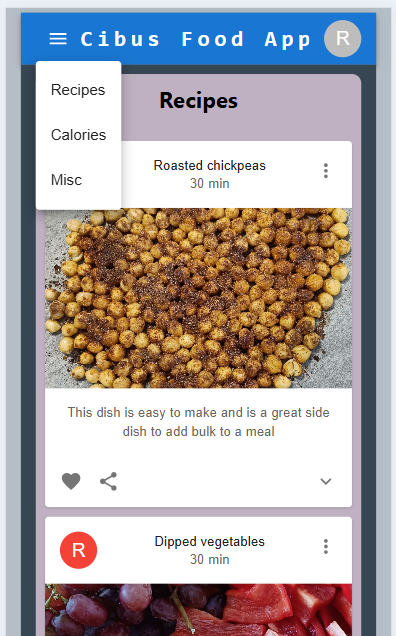 Cibus Food App R
Recipes
Calories
Misc
Recipes
Roasted chickpeas
30 min
This dish is easy to make and is a great side
dish to add bulk to a meal
R
Dipped vegetables
30 min